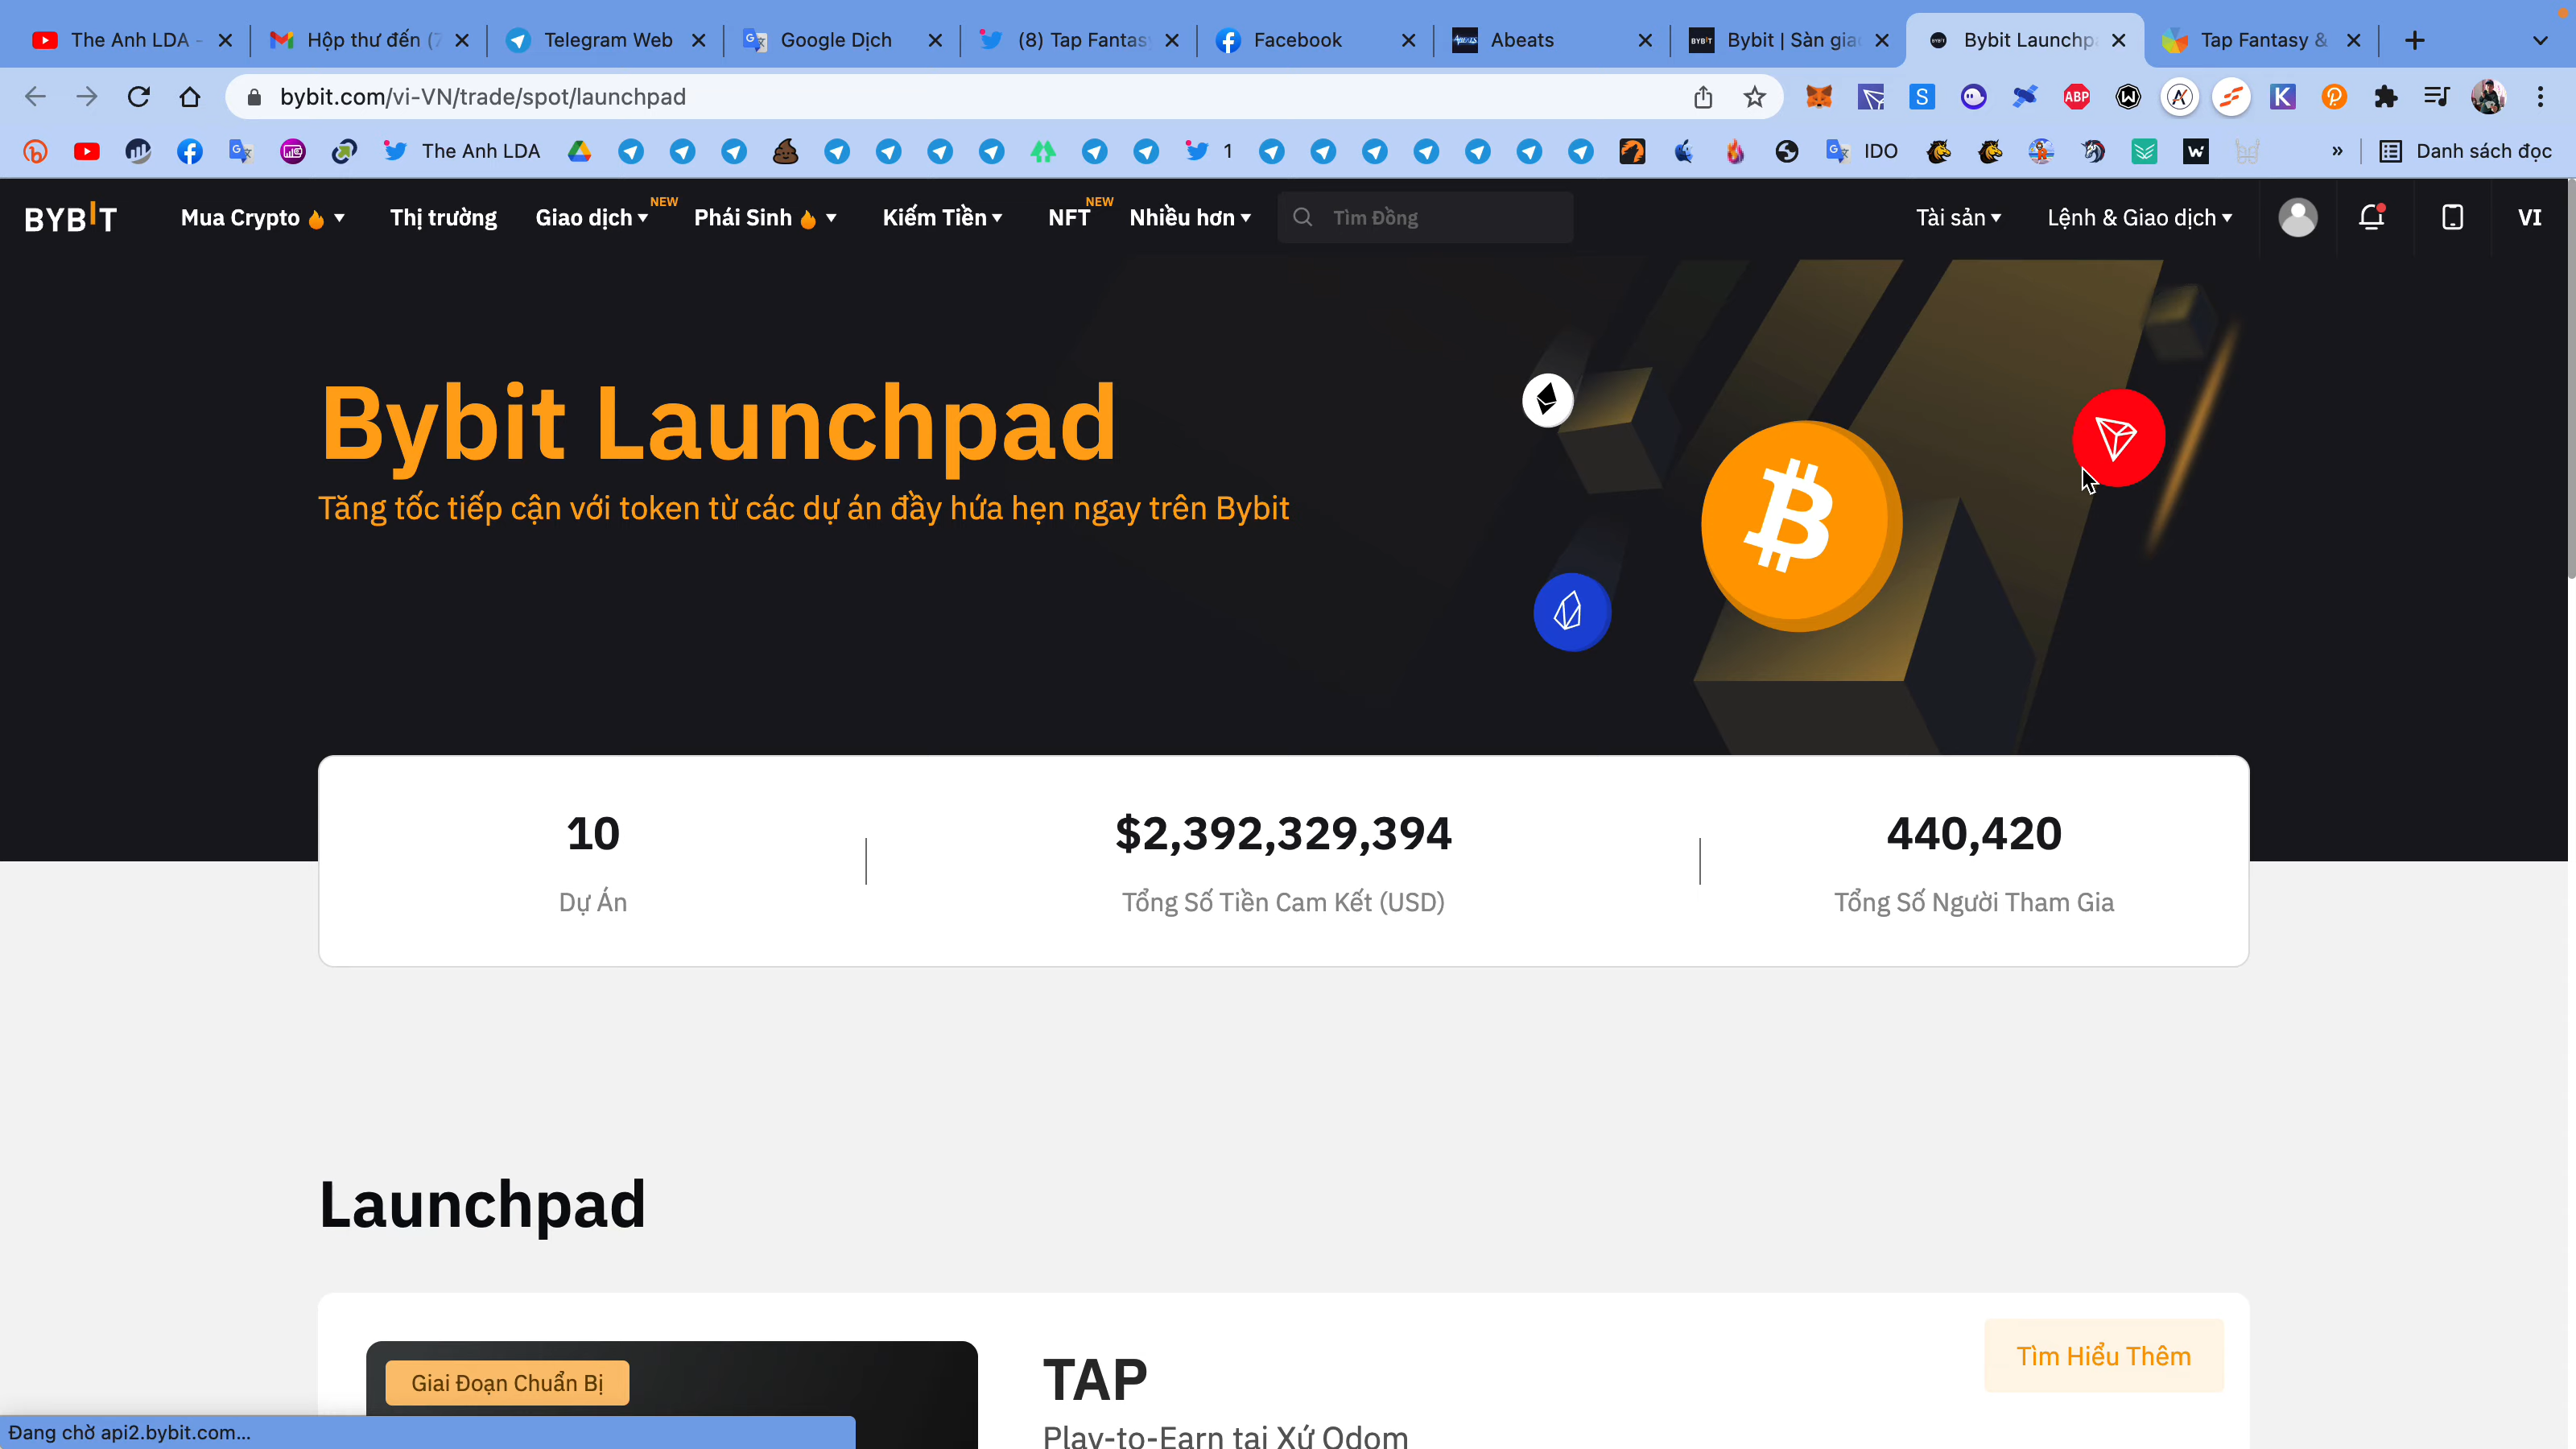 The Anh LDA -
Hộp thư đến (7
Telegram Web
Google Dịch
(8) Tap Fantas
Facebook
Abeats
Bybit | Sàn gia
Bybit Launchp
Tap Fantasy &
bybit.com/vi-VN/trade/spot/launchpad
ABP
The Anh LDA
1
IDO
»
Danh sách đọc
BYBIT
Mua Crypto
Thị trường
Giao dịch
NEW
Phái Sinh
Kiếm Tiền
NFT
NEW
Nhiều hơn
Tìm Đồng
Tài sản
Lệnh & Giao dịch
VI
Bybit Launchpad
Tăng tốc tiếp cận với token từ các dự án đầy hứa hẹn ngay trên Bybit
10
Dự Án
$2,392,329,394
Tổng Số Tiền Cam Kết (USD)
440,420
Tổng Số Người Tham Gia
Launchpad
Giai Đoạn Chuẩn Bị
TAP
Tìm Hiểu Thêm
Play-to-Earn tại Xứ Odom
Đang chờ api2.bybit.com...